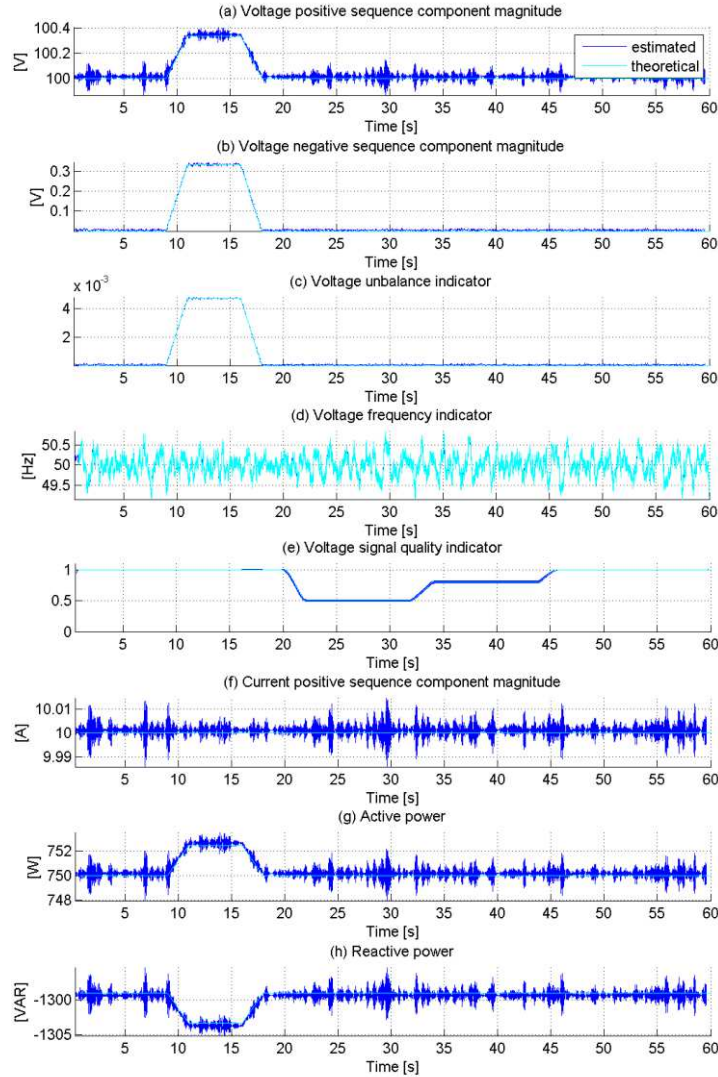 (a) Voltage positive sequence component magnitude
100.4
100.2
100
[V]
estimated
theoretical
5 10 15 20 25 30 35 40 45 50 55 60
Time [s]
(b) Voltage negative sequence component magnitude
0.3
0.2
0.1
[V]
5 10 15 20 25 30 35 40 45 50 55 60
Time [s]
(c) Voltage unbalance indicator
x 10-3
4
2
5 10 15 20 25 30 35 40 45 50 55 60
Time [s]
(d) Voltage frequency indicator
50.5
50
49.5
[Hz]
5 10 15 20 25 30 35 40 45 50 55 60
Time [s]
(e) Voltage signal quality indicator
1
0.5
0
5 10 15 20 25 30 35 40 45 50 55 60
Time [s]
(f) Current positive sequence component magnitude
10.01
10
9.99
[A]
5 10 15 20 25 30 35 40 45 50 55 60
Time [s]
(g) Active power
752
750
748
[W]
5 10 15 20 25 30 35 40 45 50 55 60
Time [s]
(h) Reactive power
-1300
-1305
[VAR]
5 10 15 20 25 30 35 40 45 50 55 60
Time [s]